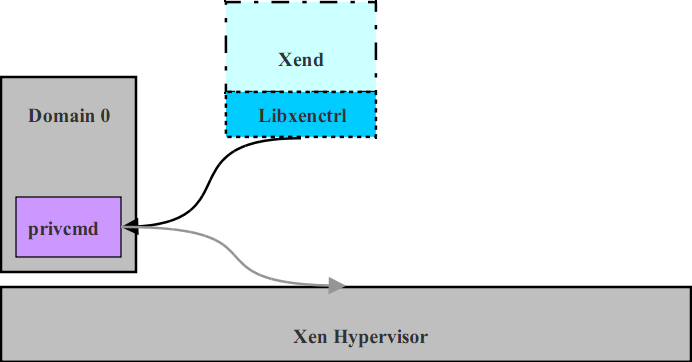 Xend
Libxenctrl
Domain 0
privcmd
Xen Hypervisor